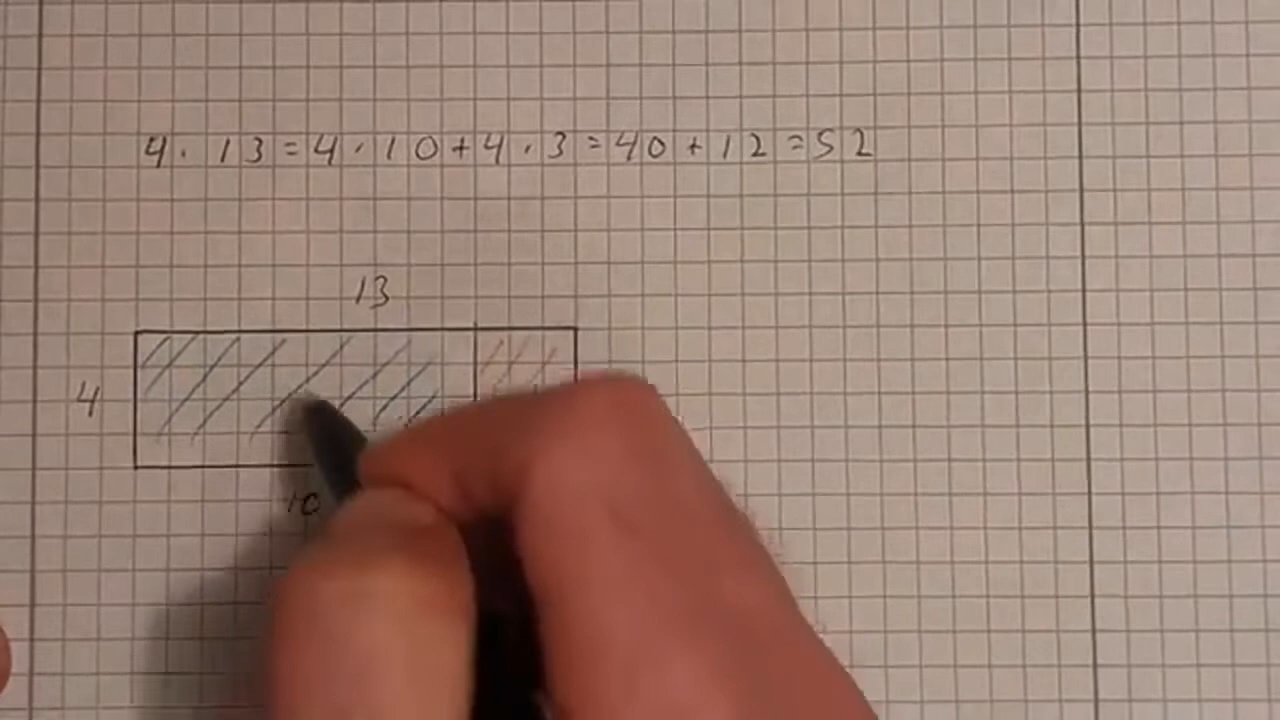 4 · 13 = 4 · 10 + 4 · 3 = 40 + 12 = 52
13
4
10